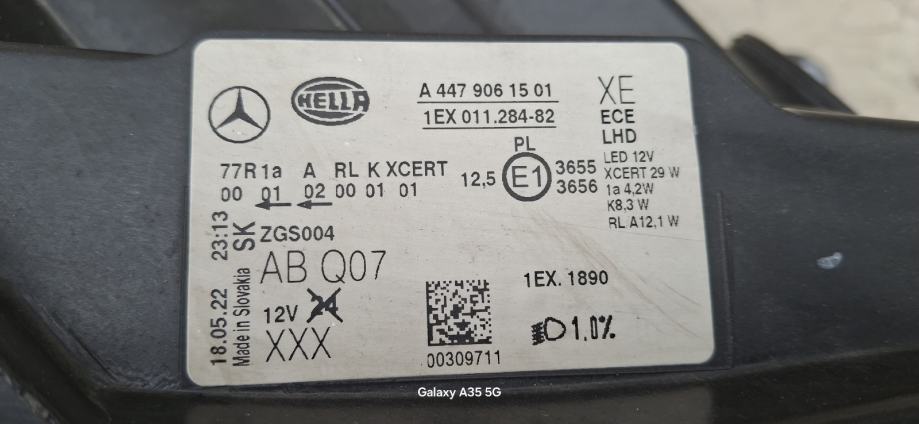 HELLA
A 447 906 15 01
1EX 011.284-82
XE
ECE
LHD
LED 12V
XCERT 29 W
1a 4,2W
K8,3 W
RL A12,1 W
PL
12,5 E1 3655
3656
77R 1a A RL K XCERT
00 01 02 00 01 01
18.05.22 23:13
Made in Slovakia SK
ZGS004
AB Q07
12V 24
XXX
00309711
1EX. 1890
1,0%
Galaxy A35 5G